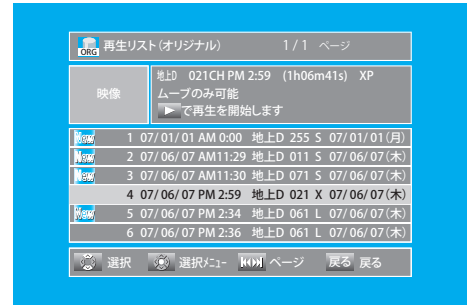 ORG 再生リスト（オリジナル） 1/1 ページ
映像
地上D 021CH PM 2:59 (1h06m41s) XP
ムーブのみ可能
▶で再生を開始します
New 1 07/01/01 AM 0:00 地上D 255 S 07/01/01（月）
New 2 07/06/07 AM11:29 地上D 011 S 07/06/07（木）
New 3 07/06/07 AM11:30 地上D 071 S 07/06/07（木）
4 07/06/07 PM 2:59 地上D 021 X 07/06/07（木）
New 5 07/06/07 PM 2:34 地上D 061 L 07/06/07（木）
6 07/06/07 PM 2:36 地上D 061 L 07/06/07（木）
選択 選択ﾒﾆｭｰ ページ 戻る 戻る